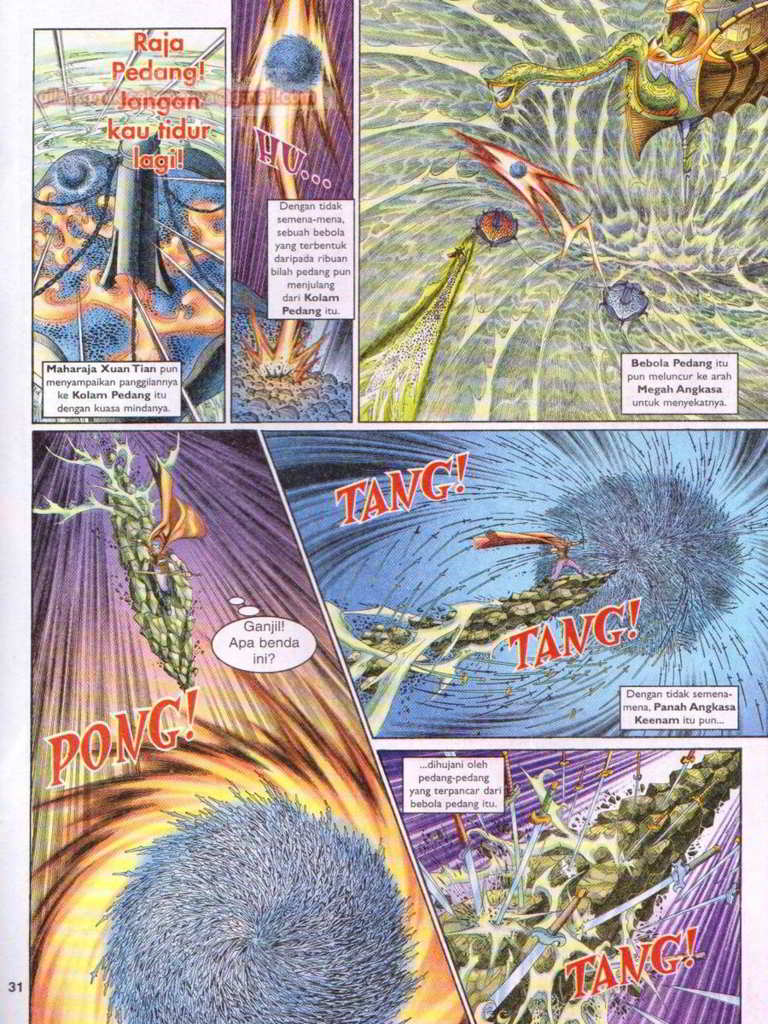 Raja
Pedang!
Jangan
kau tidur
lagi!
Maharaja Xuan Tian pun
menyampaikan panggilannya
ke Kolam Pedang itu
dengan kuasa mindanya.
HU...
Dengan tidak
semena-mena,
sebuah bebola
yang terbentuk
daripada ribuan
bilah pedang pun
menjulang
dari Kolam
Pedang itu.
Bebola Pedang itu
pun meluncur ke arah
Megah Angkasa
untuk menyekatnya.
Ganjil!
Apa benda
ini?
PONG!
TANG!
TANG!
Dengan tidak semena-
mena, Panah Angkasa
Keenam itu pun...
...dihujani oleh
pedang-pedang
yang terpancar dari
bebola pedang itu.
TANG!
31